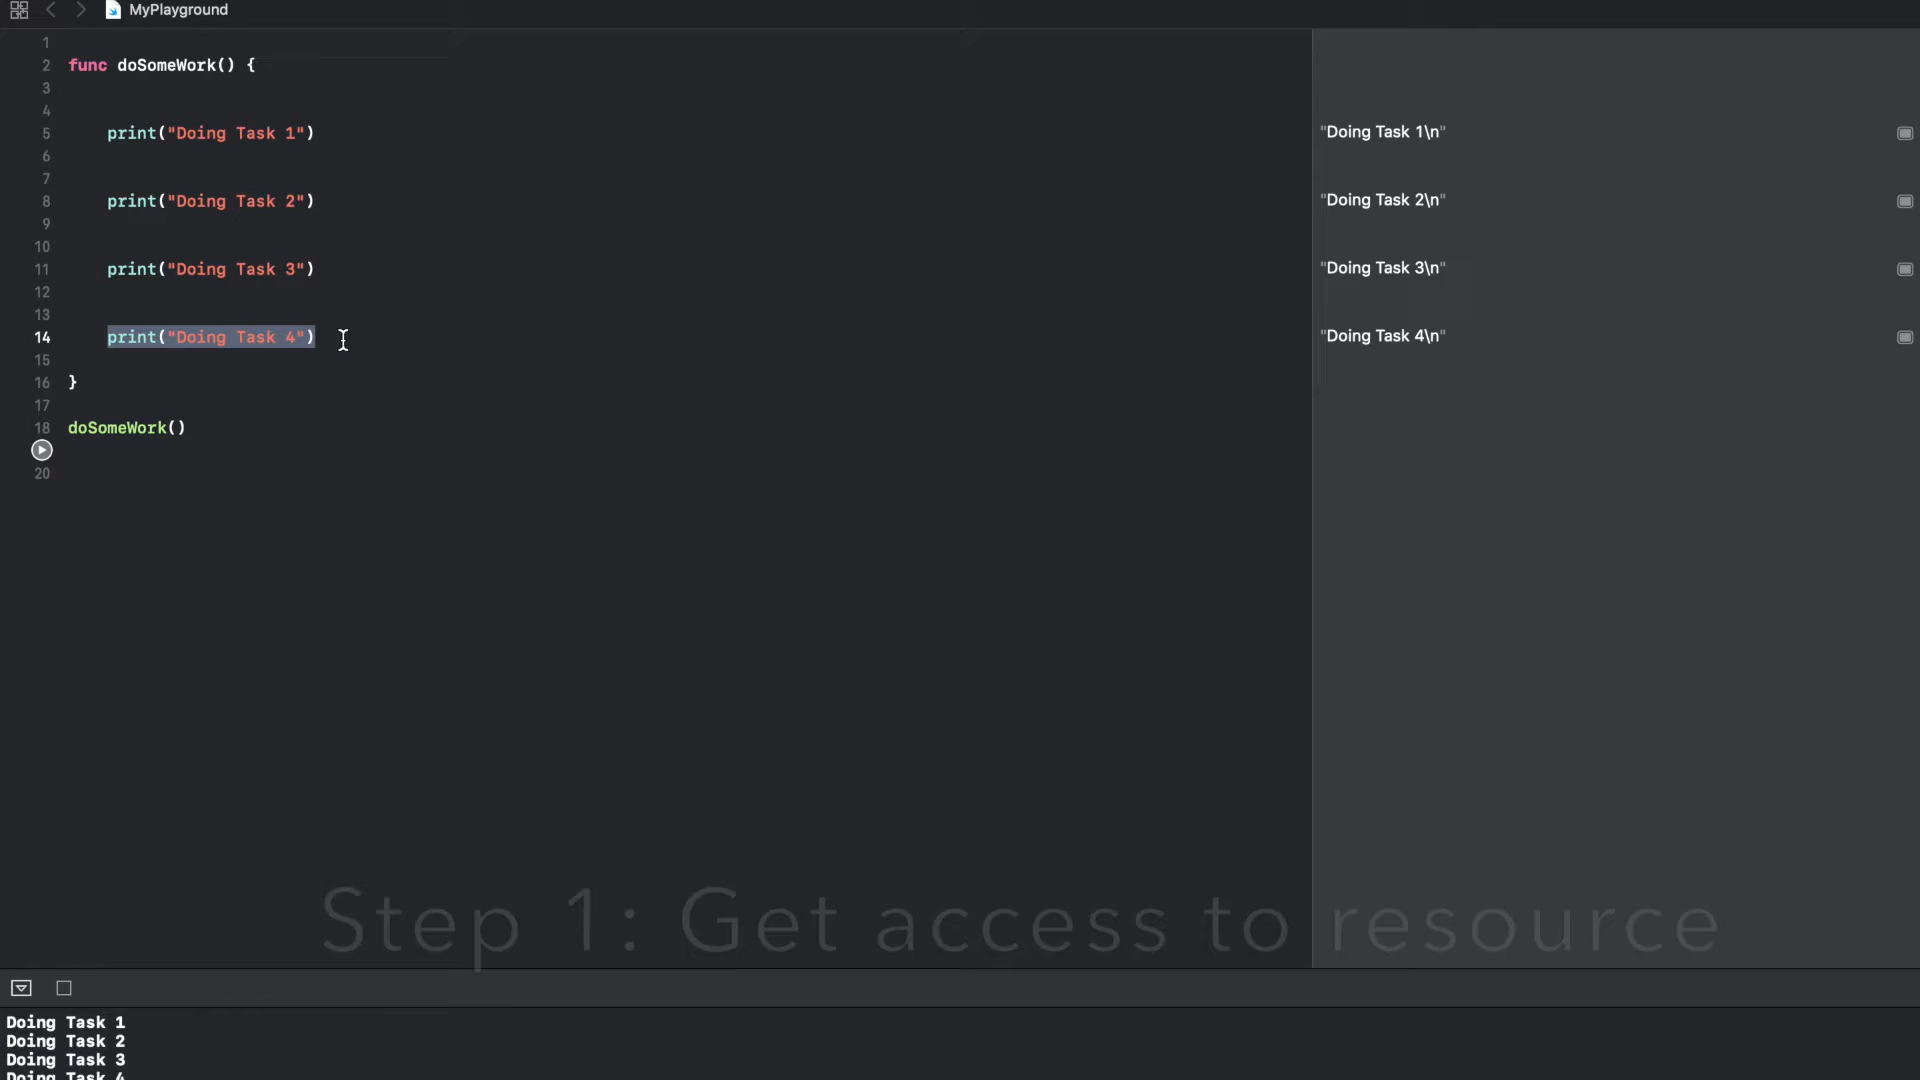 MyPlayground
1
2 func doSomeWork() {
3
4
5 print("Doing Task 1")
"Doing Task 1\n"
6
7
8 print("Doing Task 2")
"Doing Task 2\n"
9
10
11 print("Doing Task 3")
"Doing Task 3\n"
12
13
14 print("Doing Task 4")
"Doing Task 4\n"
15
16 }
17
18 doSomeWork()
20
Step 1: Get access to resource
Doing Task 1
Doing Task 2
Doing Task 3
Doing Task 4